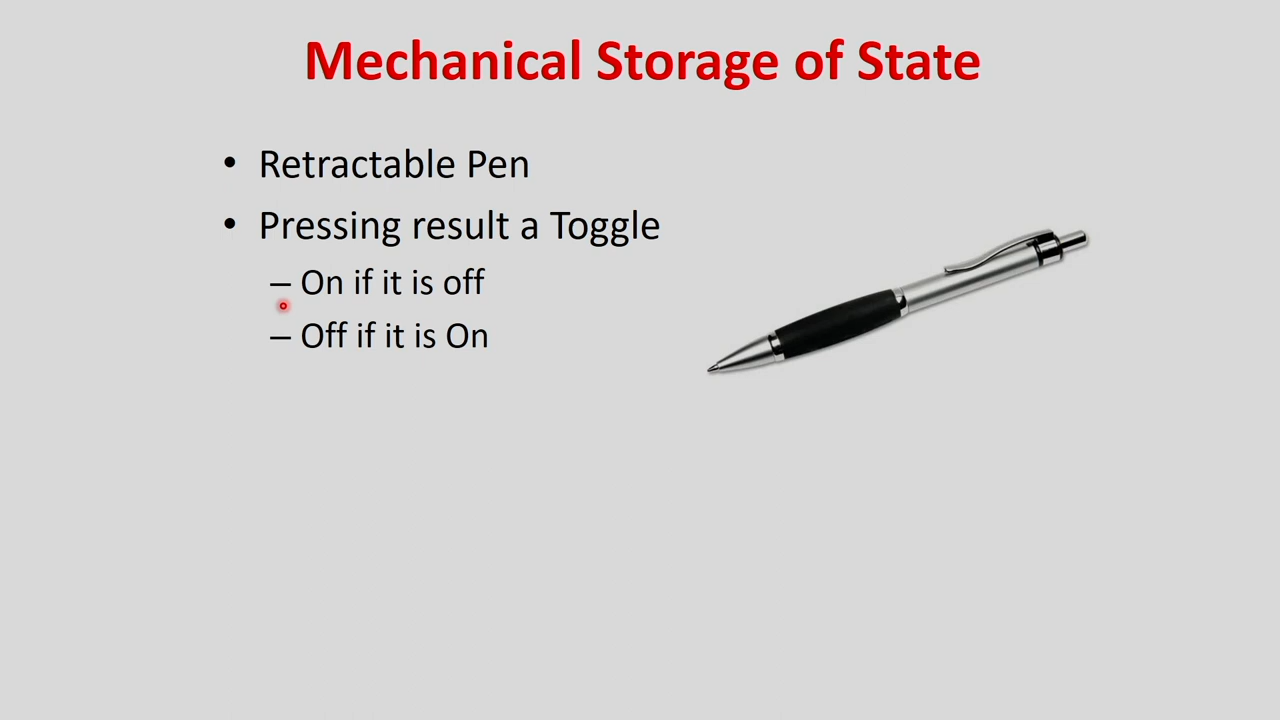 Mechanical Storage of State
• Retractable Pen
• Pressing result a Toggle
– On if it is off
– Off if it is On